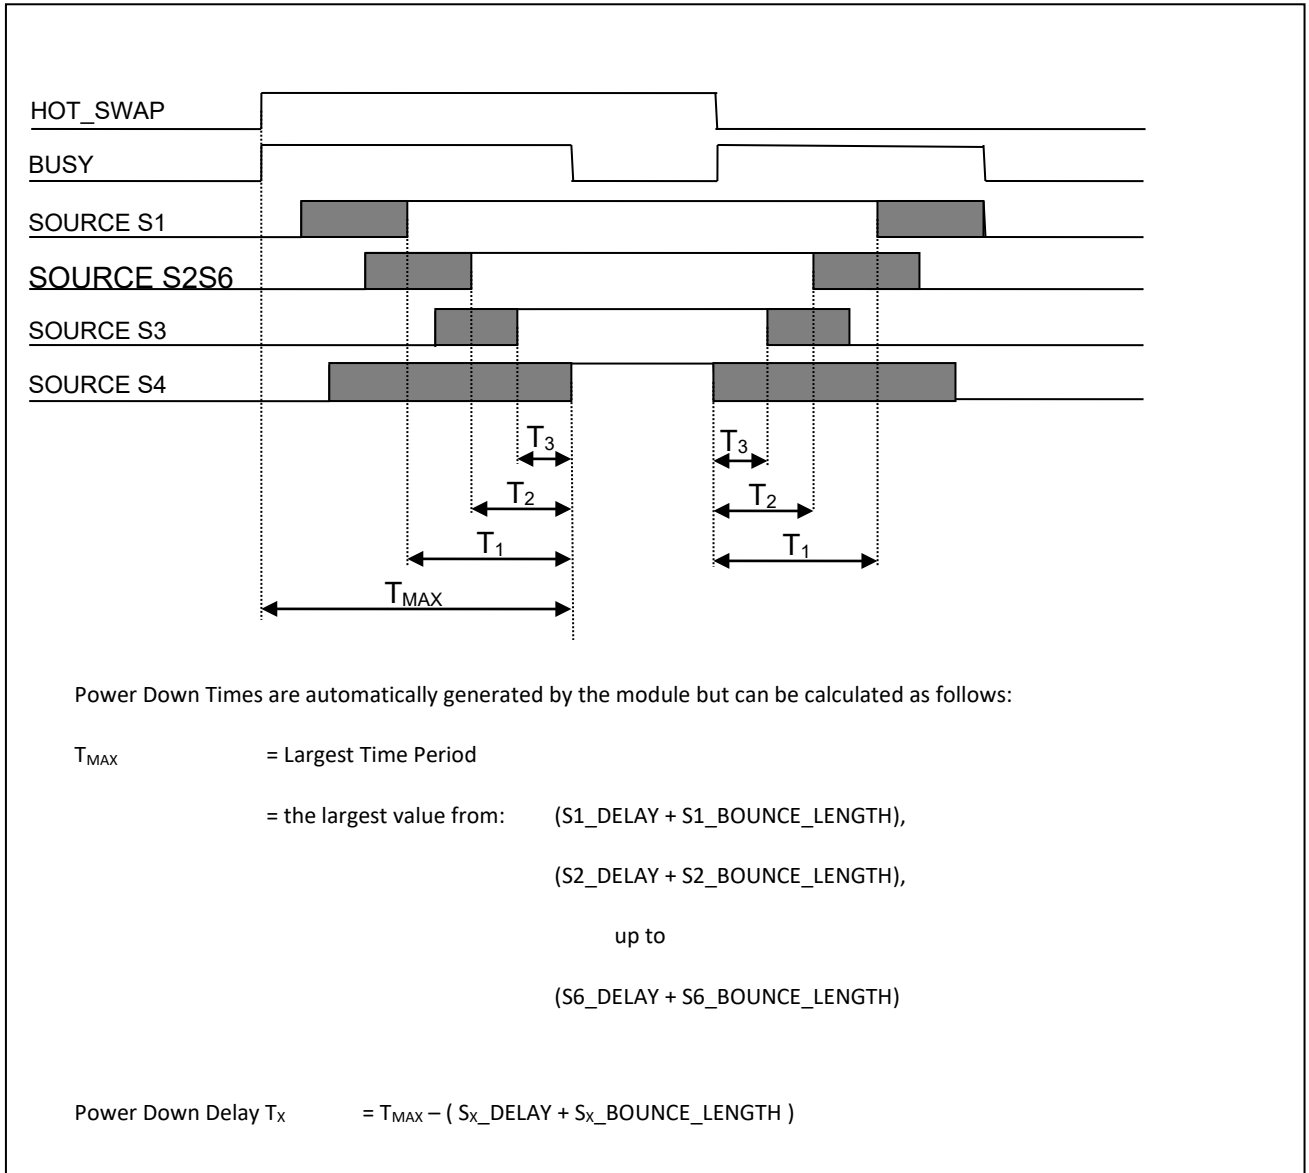 HOT_SWAP
BUSY
SOURCE S1
SOURCE S2S6
SOURCE S3
SOURCE S4
T3 T3
T2 T2
T1 T1
TMAX
Power Down Times are automatically generated by the module but can be calculated as follows:
TMAX = Largest Time Period
= the largest value from: (S1_DELAY + S1_BOUNCE_LENGTH),
(S2_DELAY + S2_BOUNCE_LENGTH),
up to
(S6_DELAY + S6_BOUNCE_LENGTH)
Power Down Delay TX = TMAX – ( SX_DELAY + SX_BOUNCE_LENGTH )